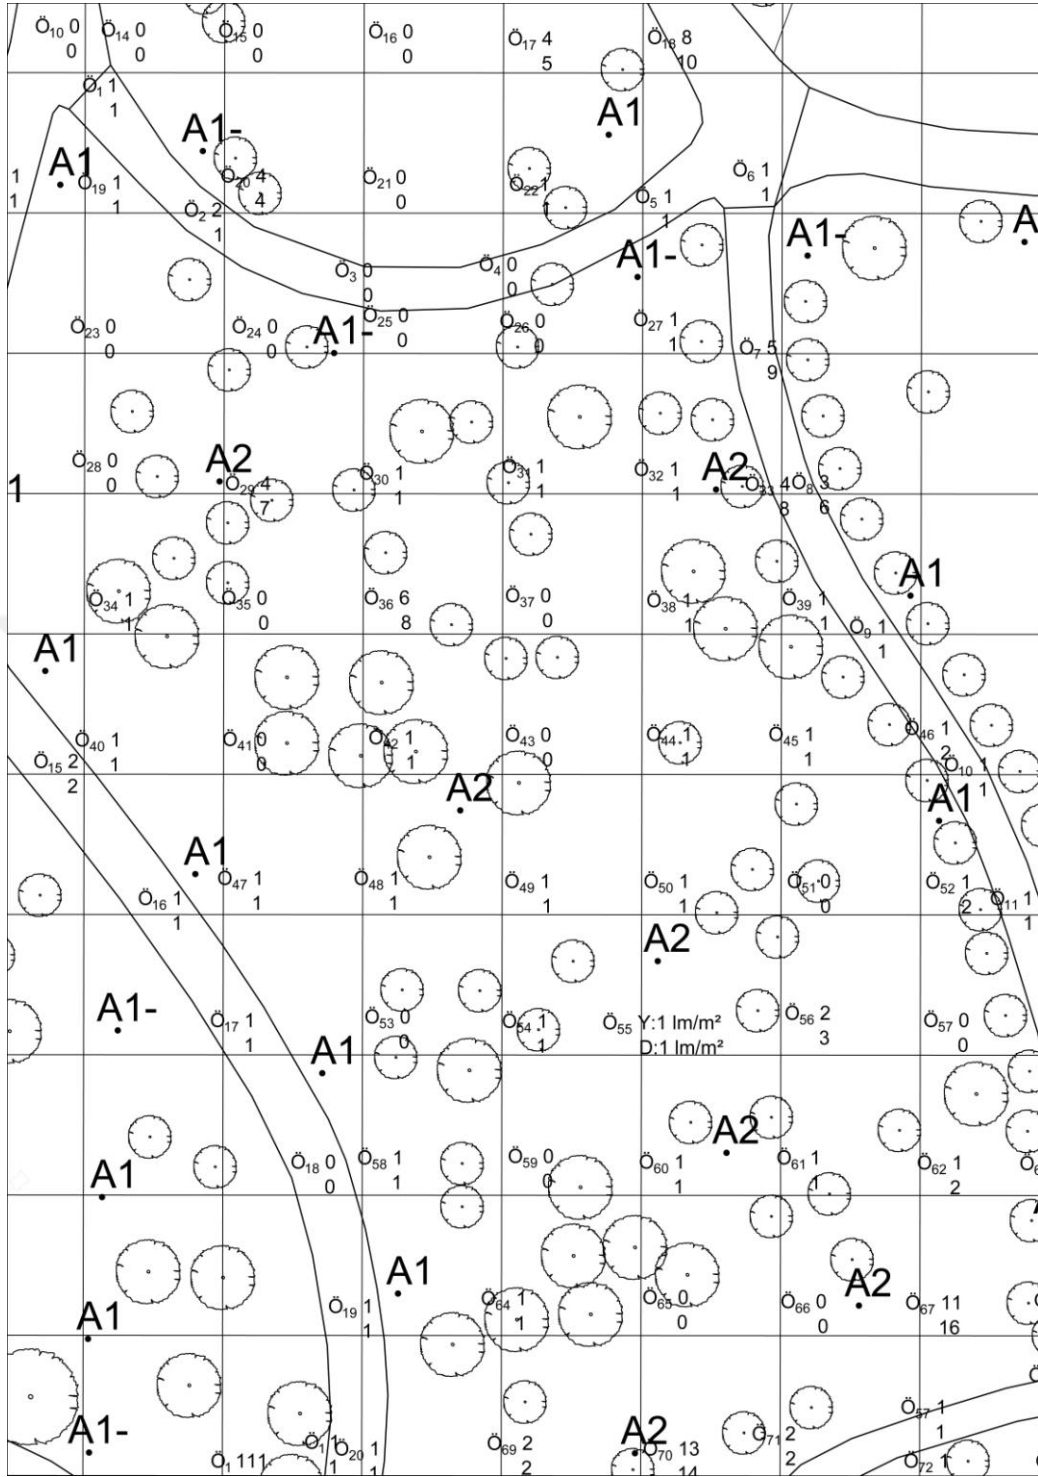 Ö10 0
0
Ö14 0
0
Ö15 0
0
Ö16 0
0
Ö17 4
5
Ö18 8
10
Ö1 1
1
A1-
A1
A1
1
1
Ö19 1
1
Ö20 4
4
Ö21 0
0
Ö22 1
1
Ö5 1
1
Ö6 1
1
Ö2 2
1
A1-
A1-
A
Ö3 0
0
Ö4 0
0
Ö23 0
0
Ö24 0
0
A1-
Ö25 0
0
Ö26 0
0
Ö27 1
1
Ö7 5
9
Ö28 0
0
1
A2
Ö29 4
7
Ö30 1
1
Ö31 1
1
Ö32 1
1
A2
Ö33 4
8
Ö8 3
6
A1
Ö34 1
1
Ö35 0
0
Ö36 6
8
Ö37 0
0
Ö38 1
1
Ö39 1
1
Ö9 1
1
A1
Ö40 1
1
Ö15 2
2
Ö41 0
0
Ö42 1
1
Ö43 0
0
Ö44 1
1
Ö45 1
1
Ö46 1
2
Ö10 1
1
A2
A1
A1
Ö16 1
1
Ö47 1
1
Ö48 1
1
Ö49 1
1
Ö50 1
1
Ö51 0
0
Ö52 1
2
Ö11 1
1
A2
A1-
Ö17 1
1
Ö53 0
0
Ö54 1
1
Ö55 Y:1 lm/m²
D:1 lm/m²
Ö56 2
3
Ö57 0
0
A1
A2
A1
Ö18 0
0
Ö58 1
1
Ö59 0
0
Ö60 1
1
Ö61 1
1
Ö62 1
2
A1
A2
A1
Ö19 1
1
Ö64 1
1
Ö65 0
0
Ö66 0
0
Ö67 11
16
A1-
A2
Ö20 1
1
Ö69 2
2
Ö70 13
14
Ö71 2
2
Ö57 1
1
Ö72 1